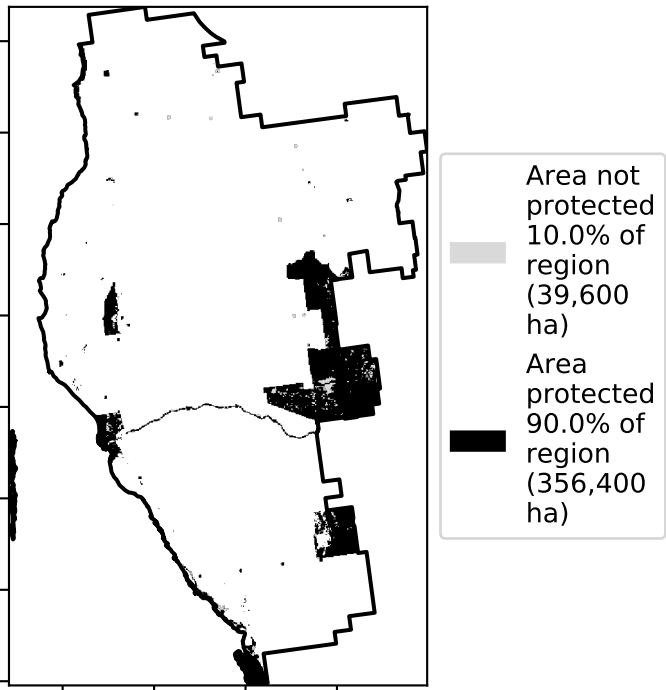 Area not
protected
10.0% of
region
(39,600
ha)
Area
protected
90.0% of
region
(356,400
ha)